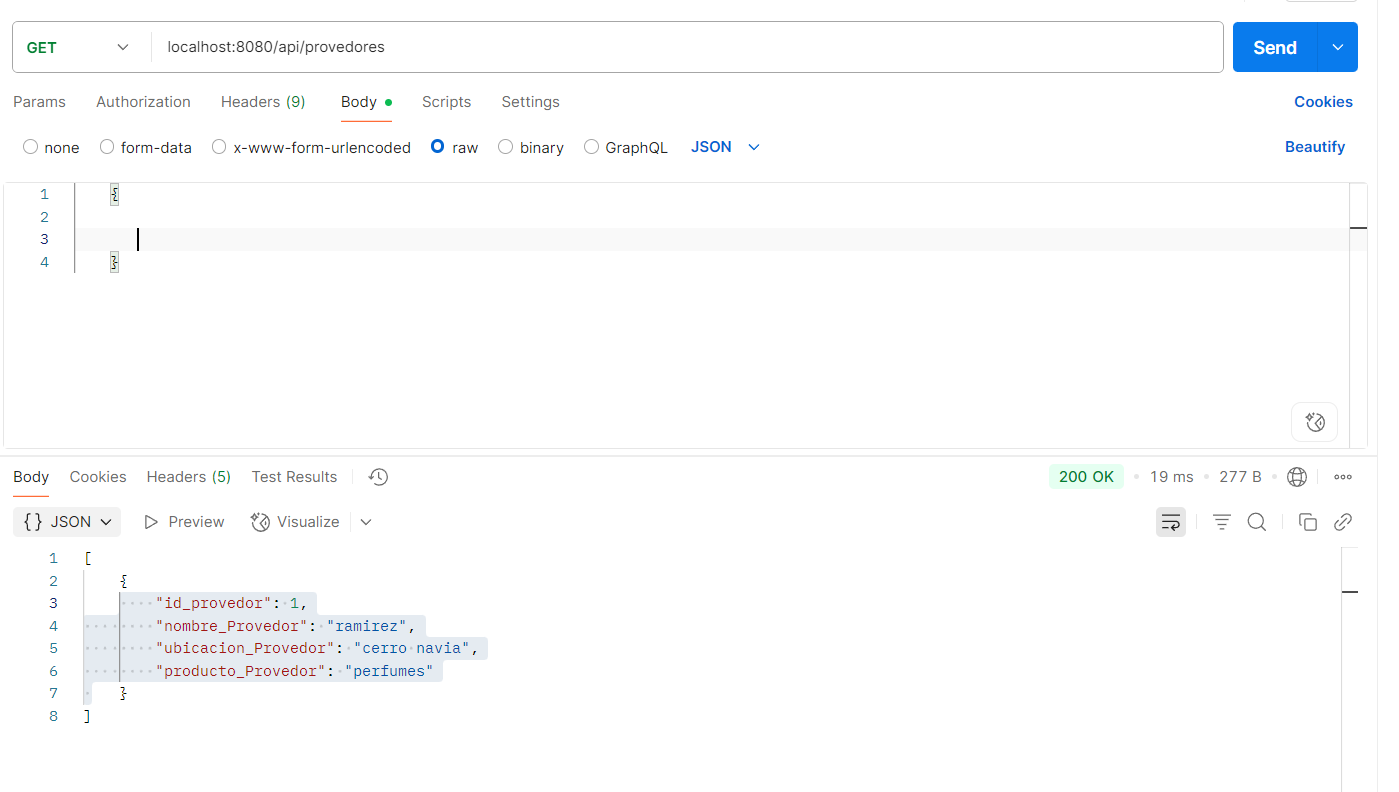 GET localhost:8080/api/provedores Send
Params Authorization Headers (9) Body Scripts Settings Cookies
none form-data x-www-form-urlencoded raw binary GraphQL JSON Beautify
1 {
2
3
4 }
Body Cookies Headers (5) Test Results 200 OK 19 ms 277 B
{} JSON Preview Visualize
1 [
2 {
3 "id_provedor": 1,
4 "nombre_Provedor": "ramirez",
5 "ubicacion_Provedor": "cerro navia",
6 "producto_Provedor": "perfumes"
7 }
8 ]